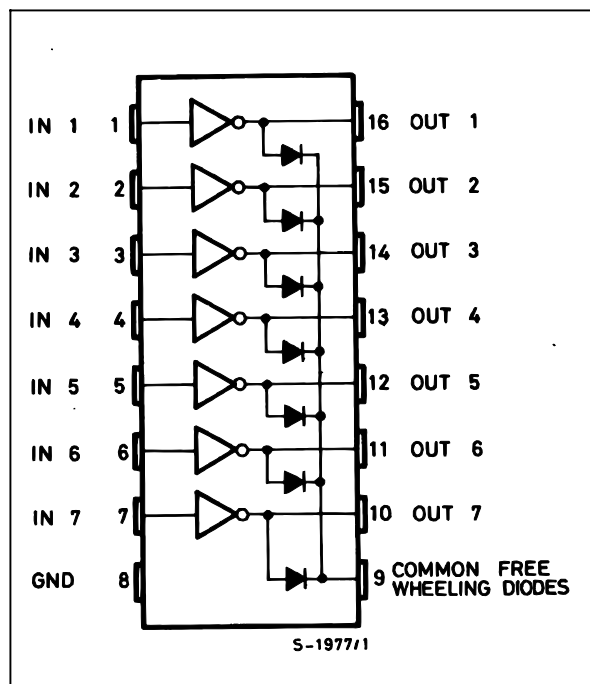 IN 1 1 16 OUT 1
IN 2 2 15 OUT 2
IN 3 3 14 OUT 3
IN 4 4 13 OUT 4
IN 5 5 12 OUT 5
IN 6 6 11 OUT 6
IN 7 7 10 OUT 7
GND 8 9 COMMON FREE
WHEELING DIODES
S-1977/1